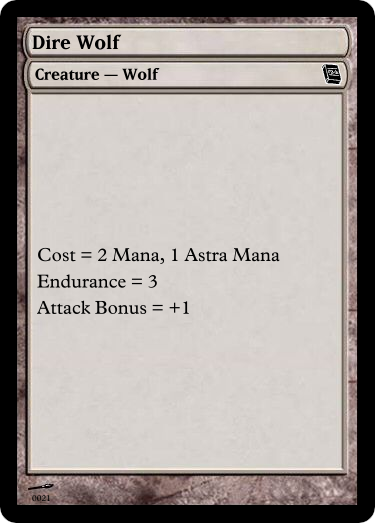 Dire Wolf
Creature — Wolf
Cost = 2 Mana, 1 Astra Mana
Endurance = 3
Attack Bonus = +1
0021